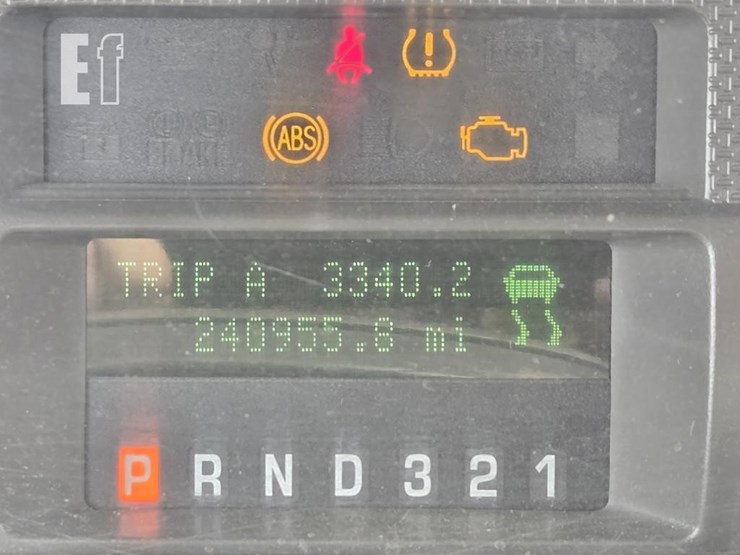 Ef
!
ABS
BRAKE
TRIP A 3340.2
240955.8 mi
P R N D 3 2 1